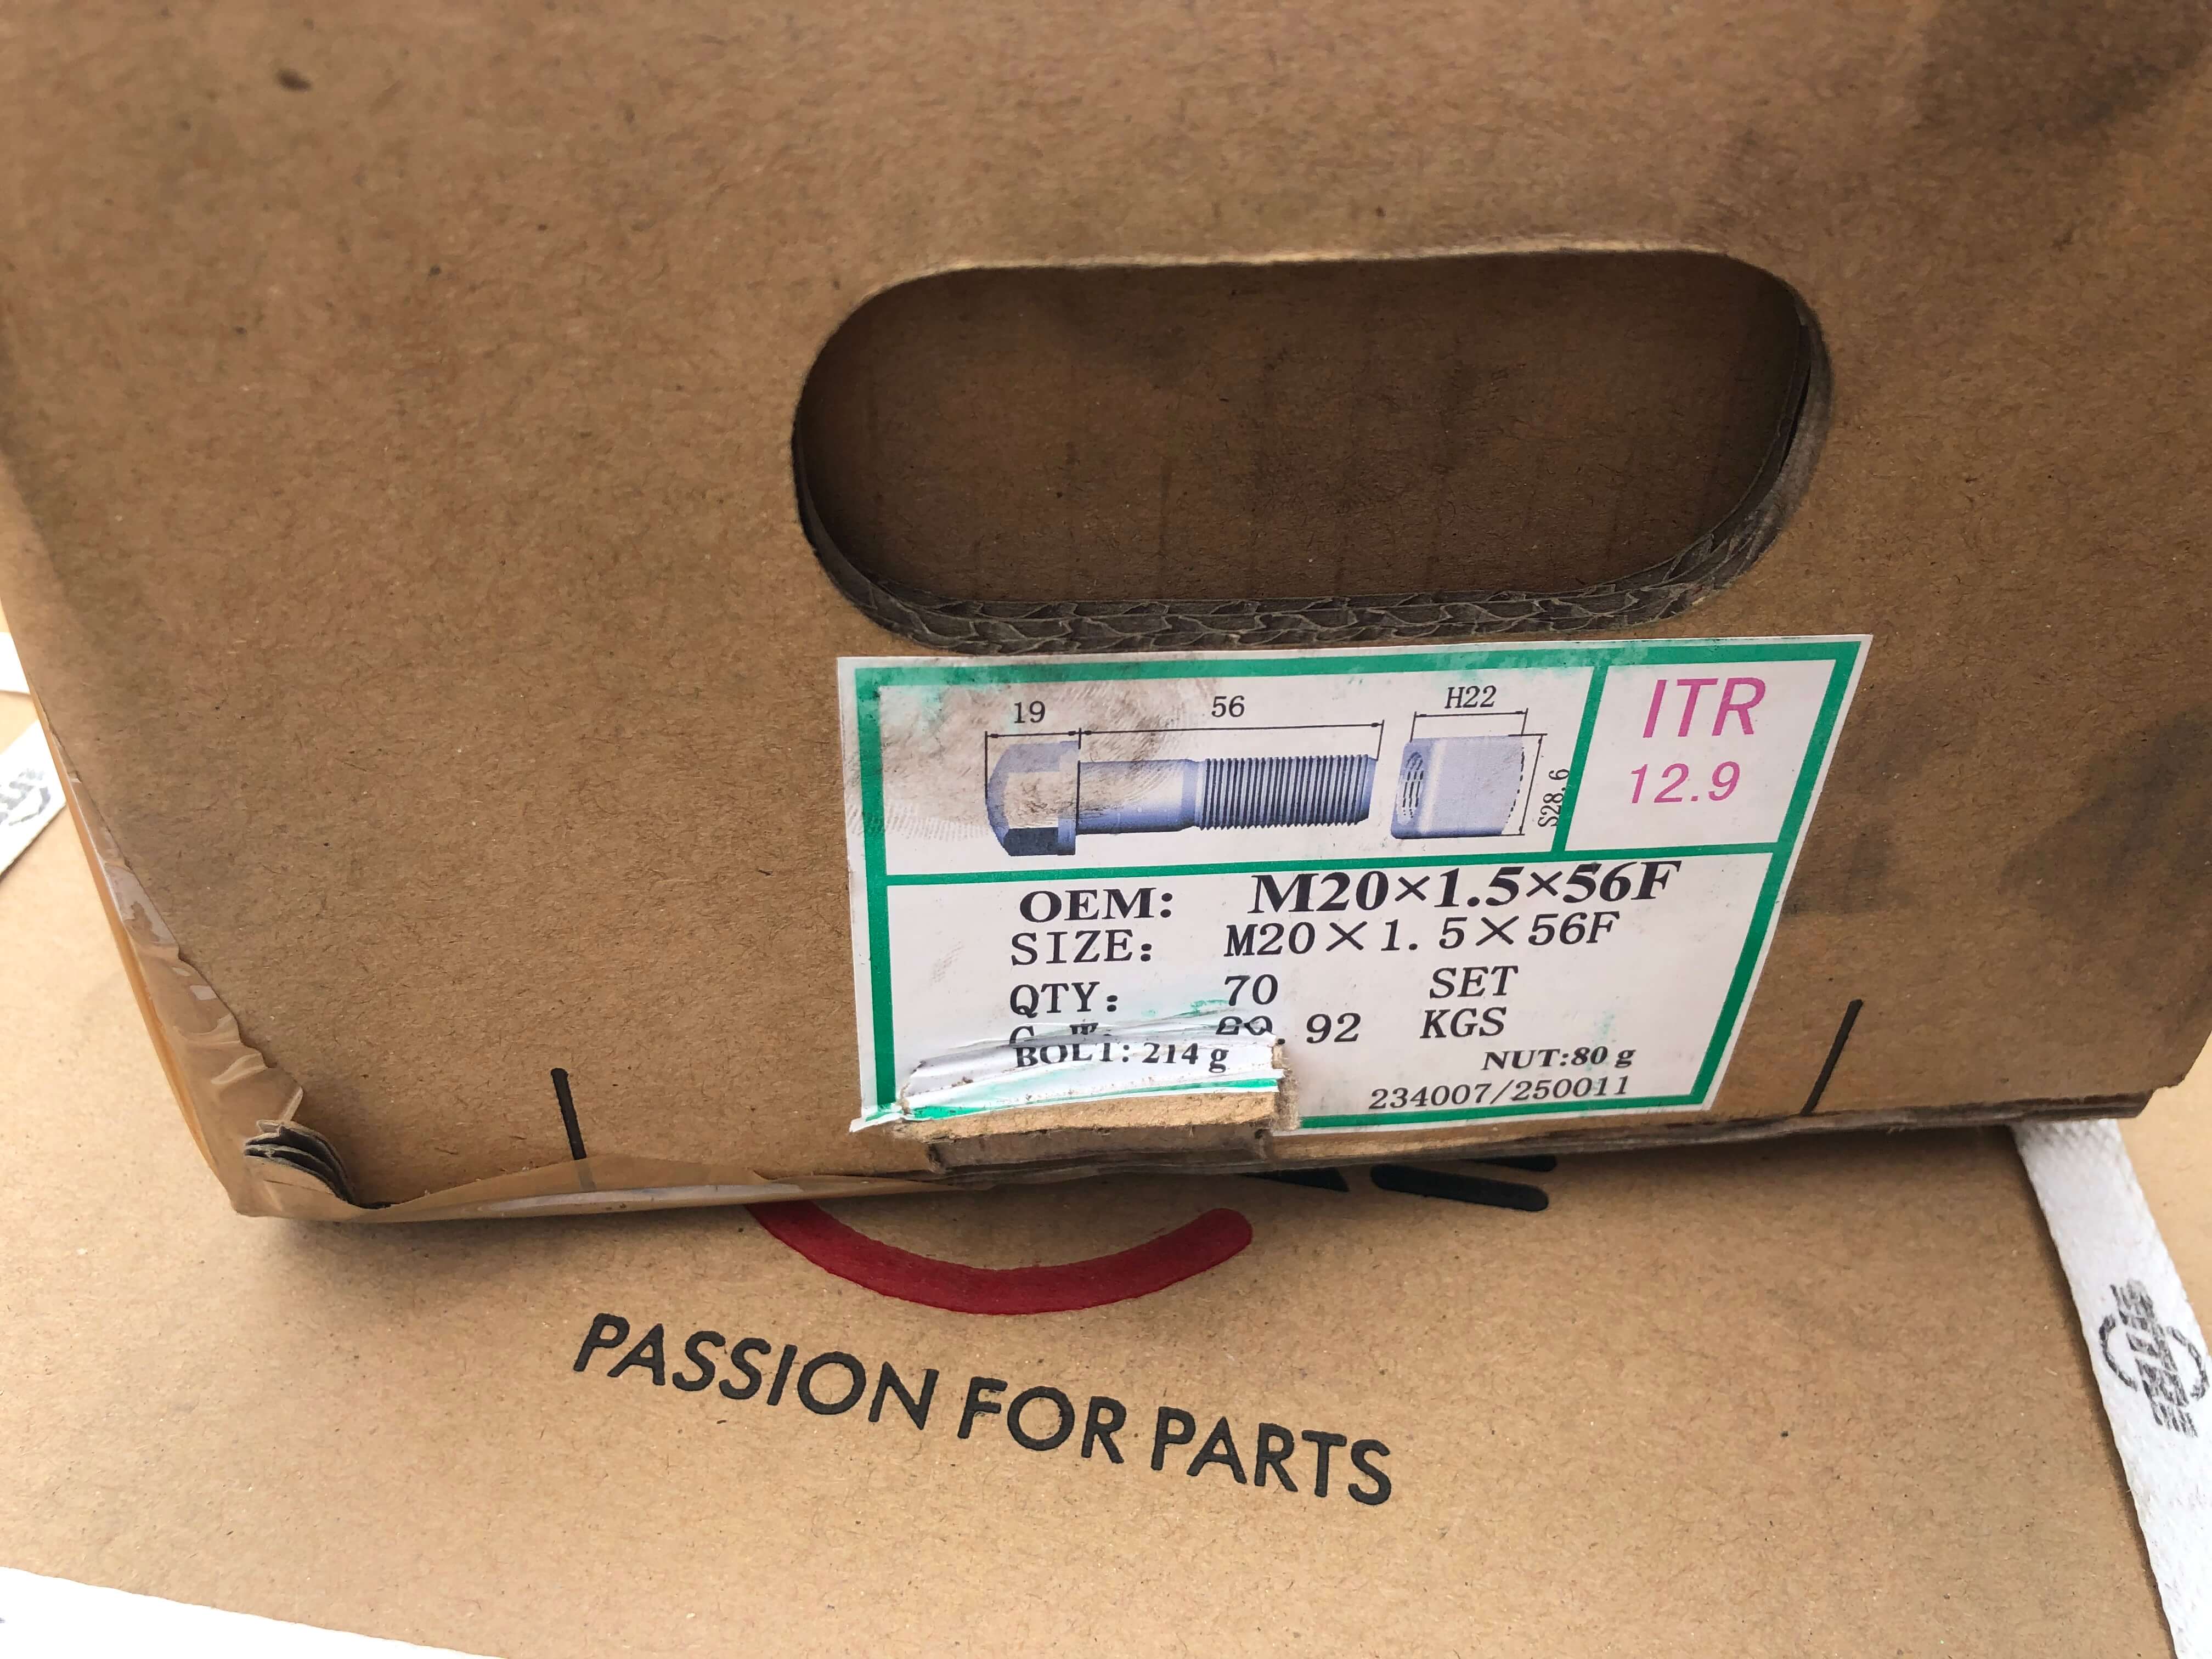 19 56 H22
S28.6
ITR
12.9
OEM: M20×1.5×56F
SIZE: M20×1.5×56F
QTY: 70 SET
.92 KGS
BOLT: 214 g NUT:80 g
234007/250011
PASSION FOR PARTS